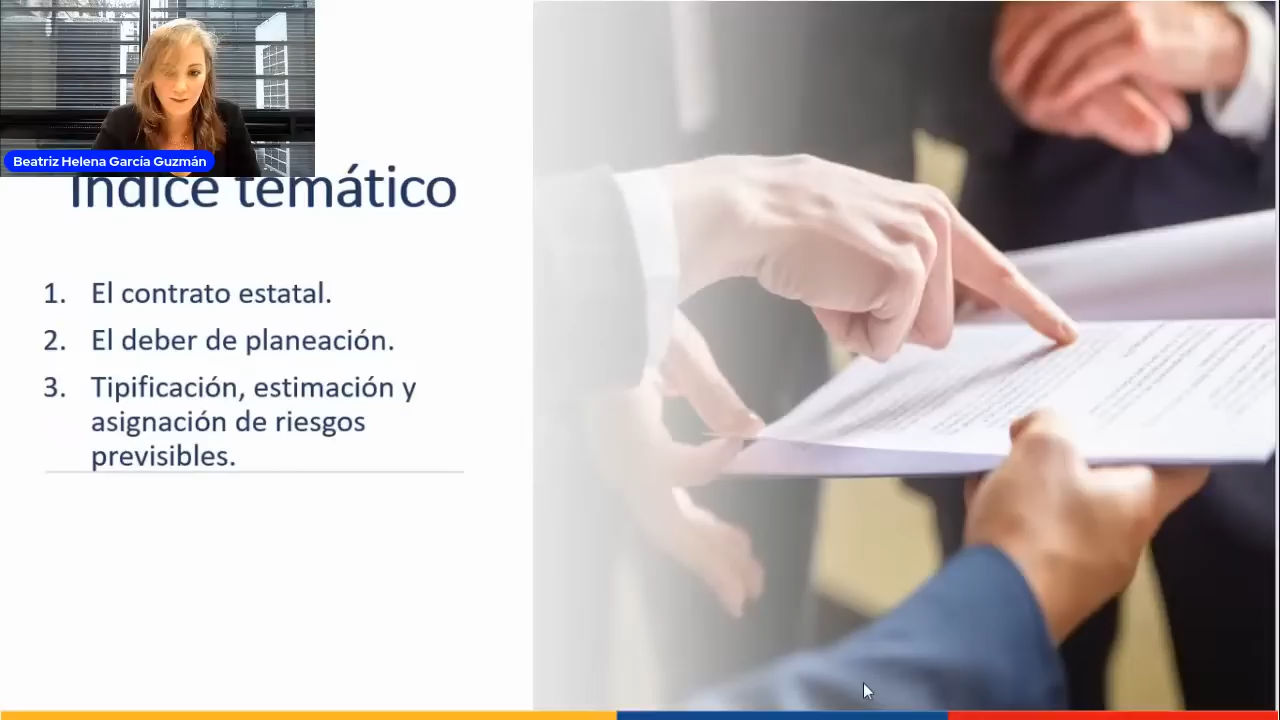 Beatriz Helena García Guzmán
Índice temático
1. El contrato estatal.
2. El deber de planeación.
3. Tipificación, estimación y
asignación de riesgos
previsibles.